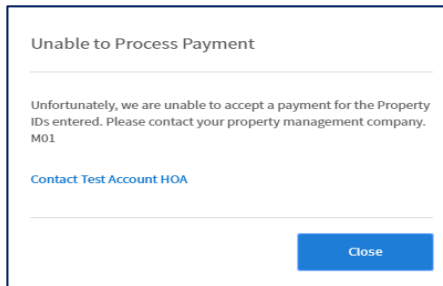 Unable to Process Payment
Unfortunately, we are unable to accept a payment for the Property
IDs entered. Please contact your property management company.
M01
Contact Test Account HOA
Close